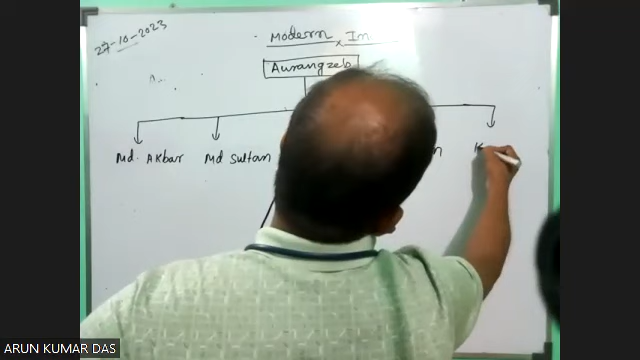 27-10-2023
Modern In
Aurangzeb
Md. Akbar Md Sultan n K
ARUN KUMAR DAS